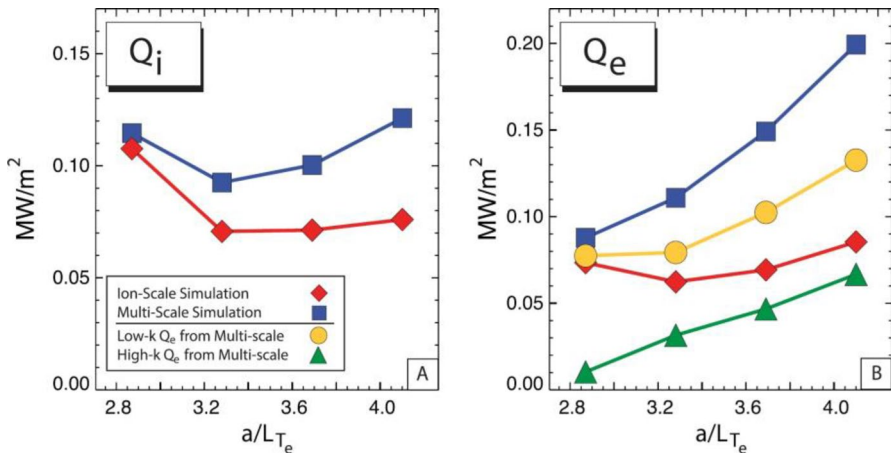 Qi
MW/m²
0.15
0.10
0.05
0.00
Ion-Scale Simulation
Multi-Scale Simulation
Low-k Qe from Multi-scale
High-k Qe from Multi-scale
A
2.8 3.2 3.6 4.0
a/LTe
Qe
MW/m²
0.20
0.15
0.10
0.05
0.00
B
2.8 3.2 3.6 4.0
a/LTe